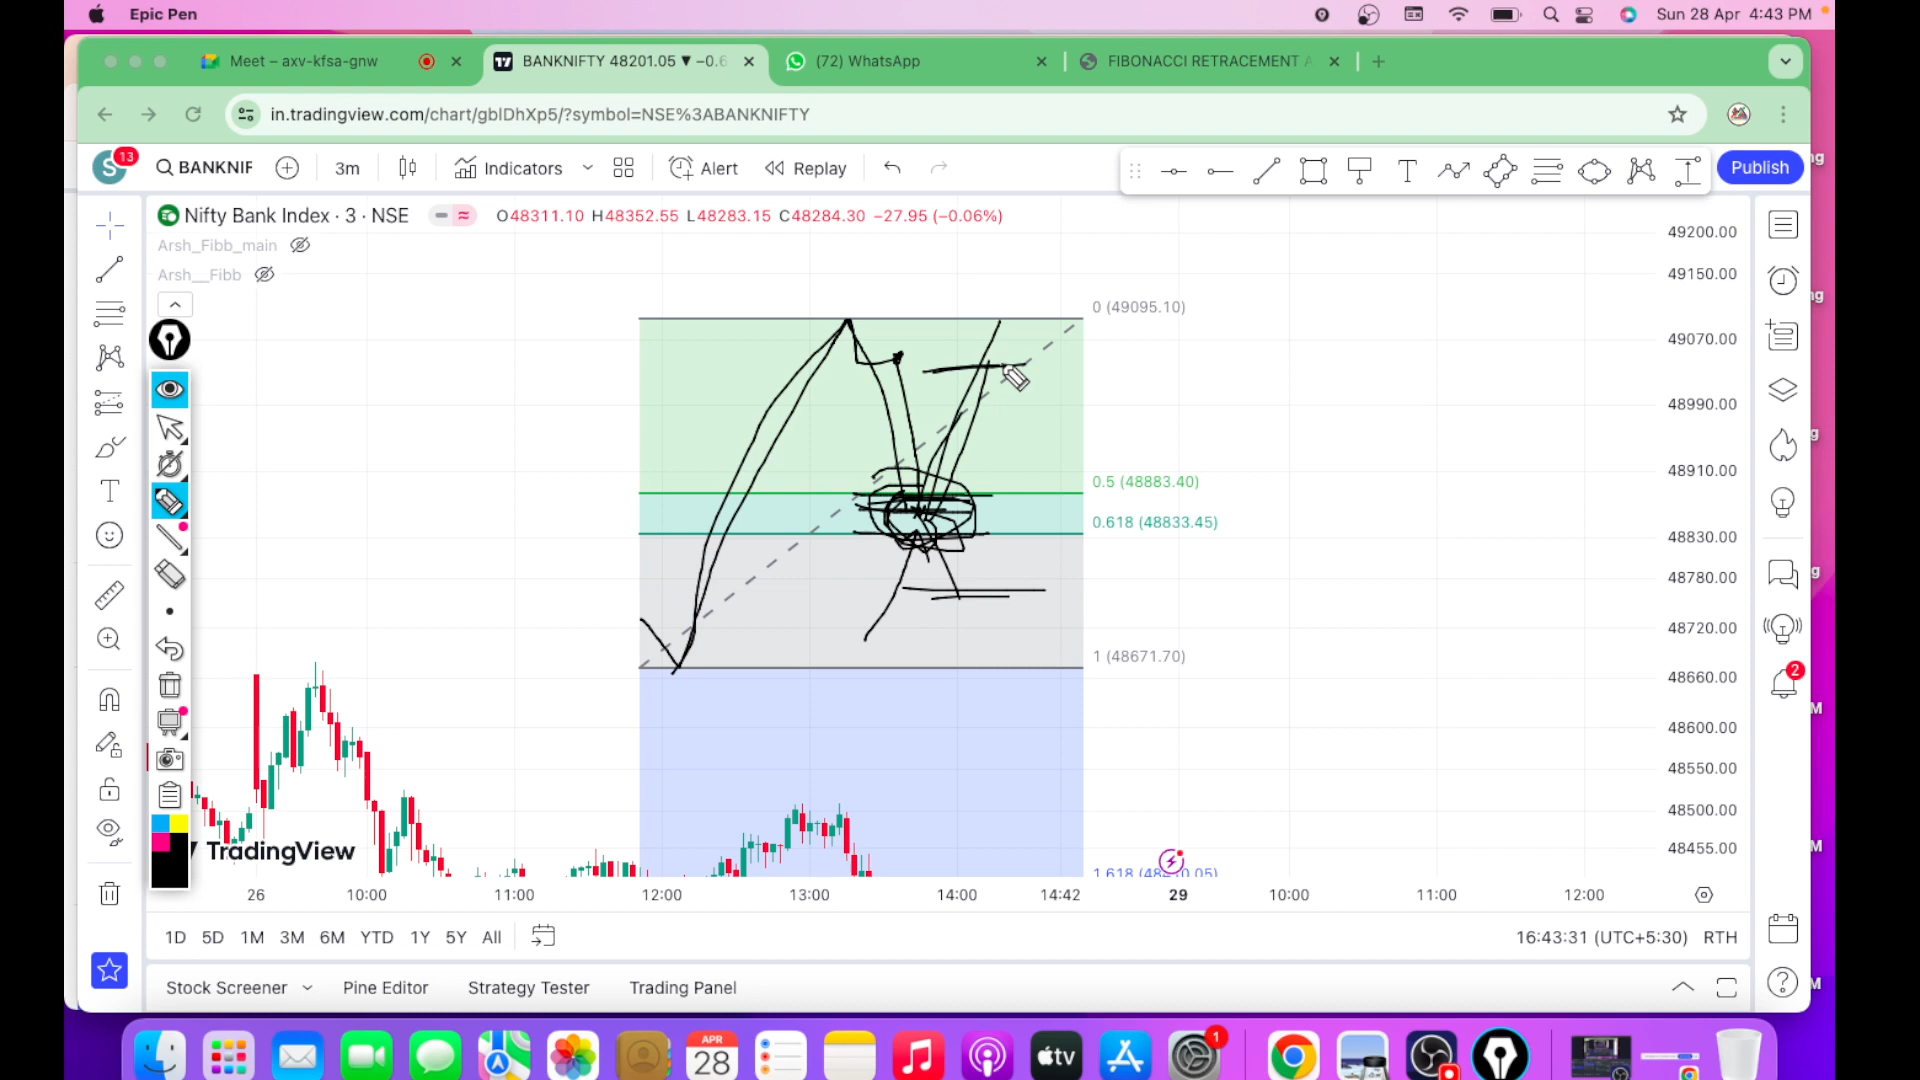 Epic Pen
Sun 28 Apr 4:43 PM
Meet – axv-kfsa-gnw
BANKNIFTY 48201.05 ▼ −0.6
(72) WhatsApp
FIBONACCI RETRACEMENT
in.tradingview.com/chart/gblDhXp5/?symbol=NSE%3ABANKNIFTY
S
13
BANKNIF
3m
Indicators
Alert
Replay
Publish
Nifty Bank Index · 3 · NSE
O48311.10 H48352.55 L48283.15 C48284.30 −27.95 (−0.06%)
Arsh_Fibb_main
Arsh__Fibb
49200.00
49150.00
49070.00
48990.00
48910.00
48830.00
48780.00
48720.00
48660.00
48600.00
48550.00
48500.00
48455.00
0 (49095.10)
0.5 (48883.40)
0.618 (48833.45)
1 (48671.70)
TradingView
26
10:00
11:00
12:00
13:00
14:00
14:42
29
10:00
11:00
12:00
2
1D 5D 1M 3M 6M YTD 1Y 5Y All
16:43:31 (UTC+5:30) RTH
Stock Screener
Pine Editor
Strategy Tester
Trading Panel
APR
28
tv
1